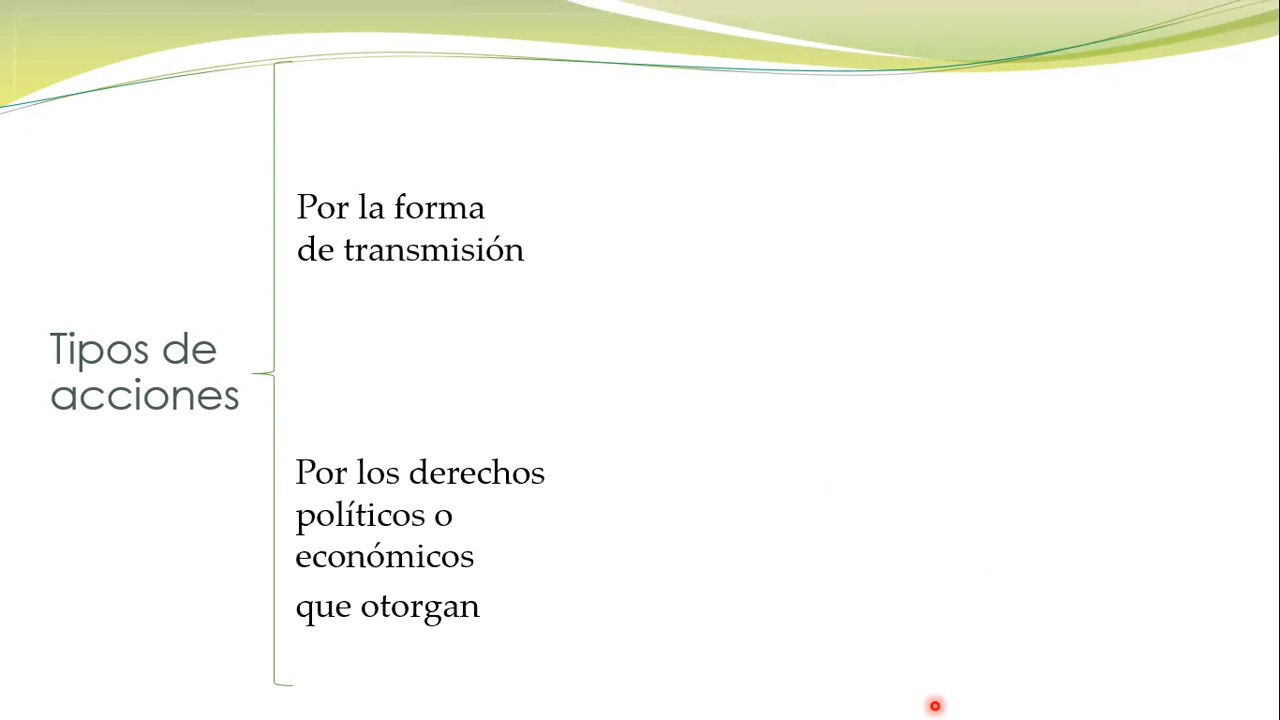 Por la forma
de transmisión
Tipos de
acciones
Por los derechos
políticos o
económicos
que otorgan